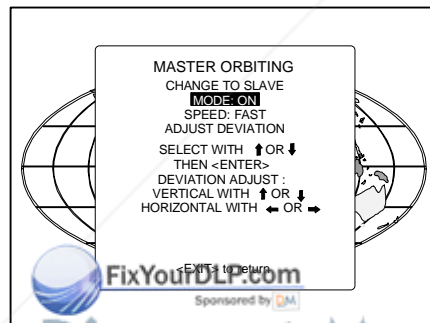 MASTER ORBITING
CHANGE TO SLAVE
MODE: ON
SPEED: FAST
ADJUST DEVIATION
SELECT WITH ⬆ OR ⬇
THEN <ENTER>
DEVIATION ADJUST :
VERTICAL WITH ⬆ OR ⬇
HORIZONTAL WITH ⬅ OR ➡
<EXIT> to return
FixYourDLP.com
Sponsored by DM